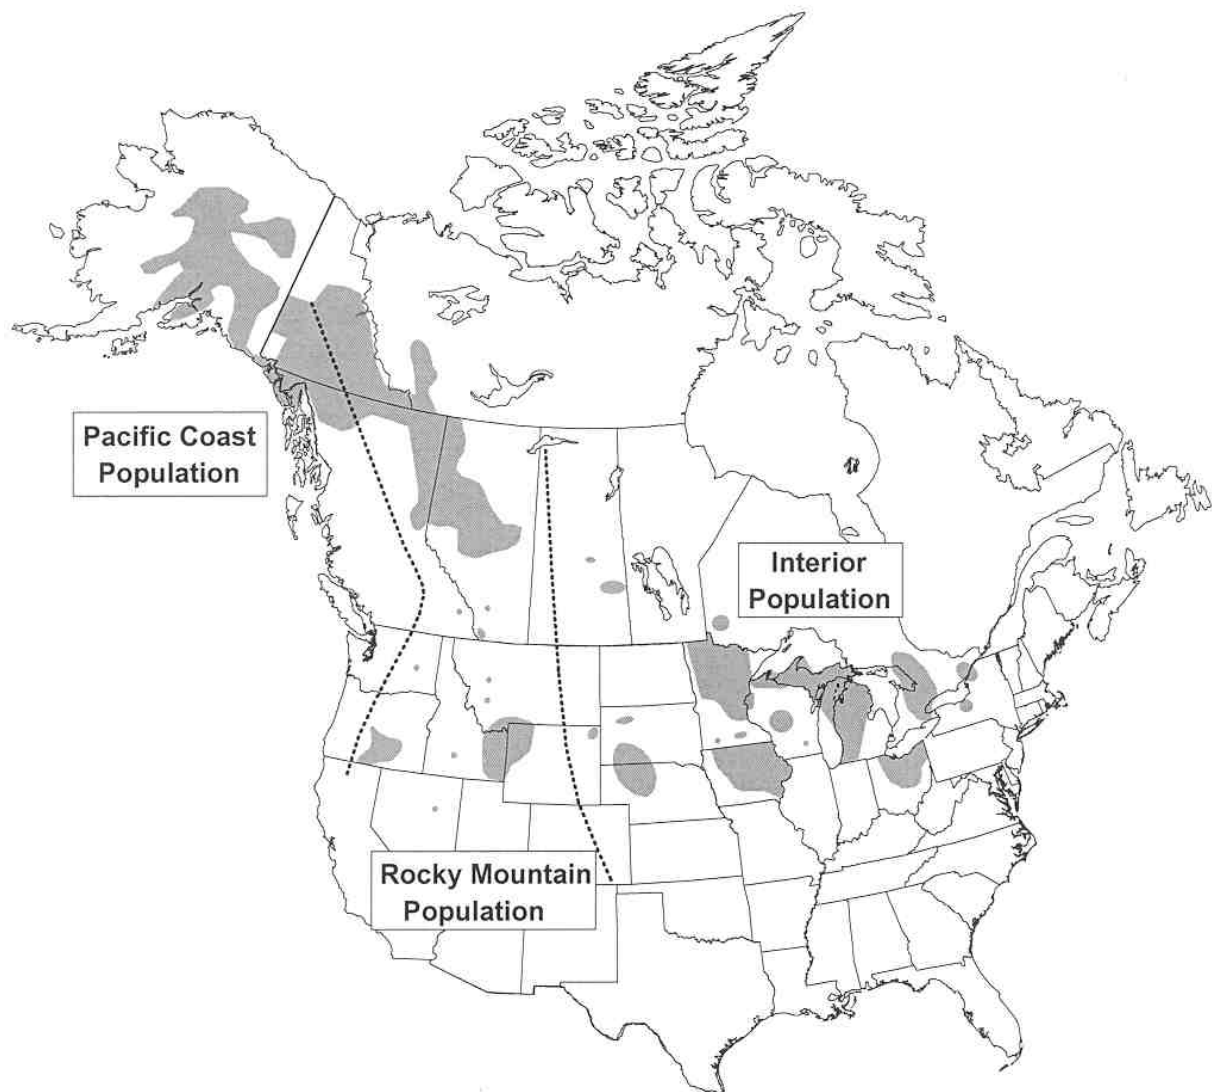 Pacific Coast
Population
Interior
Population
Rocky Mountain
Population